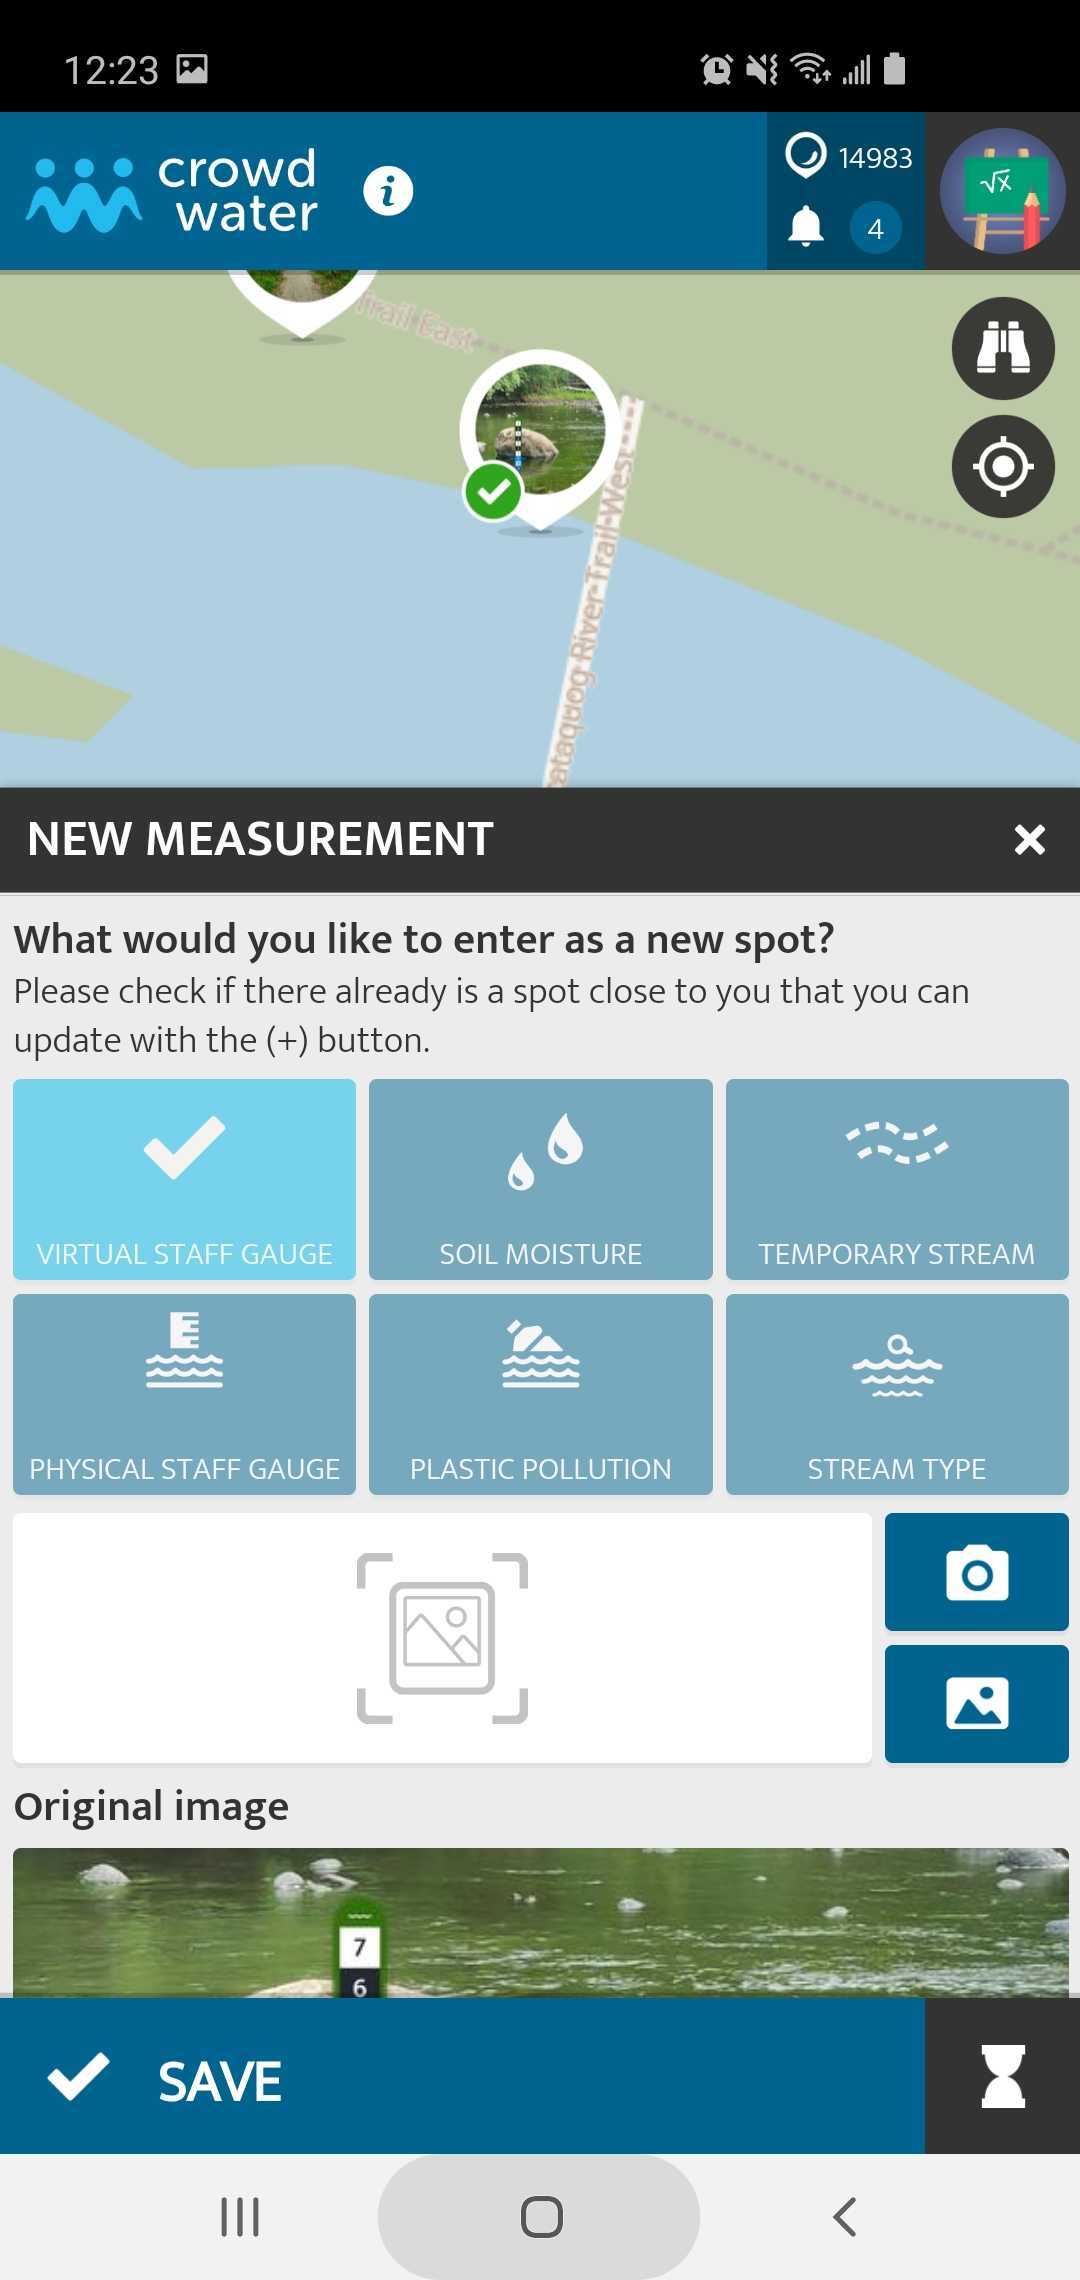 12:23
crowd
water
i
14983
4
√x
Trail East
River Trail West
NEW MEASUREMENT
What would you like to enter as a new spot?
Please check if there already is a spot close to you that you can
update with the (+) button.
VIRTUAL STAFF GAUGE
SOIL MOISTURE
TEMPORARY STREAM
PHYSICAL STAFF GAUGE
PLASTIC POLLUTION
STREAM TYPE
Original image
7
6
SAVE